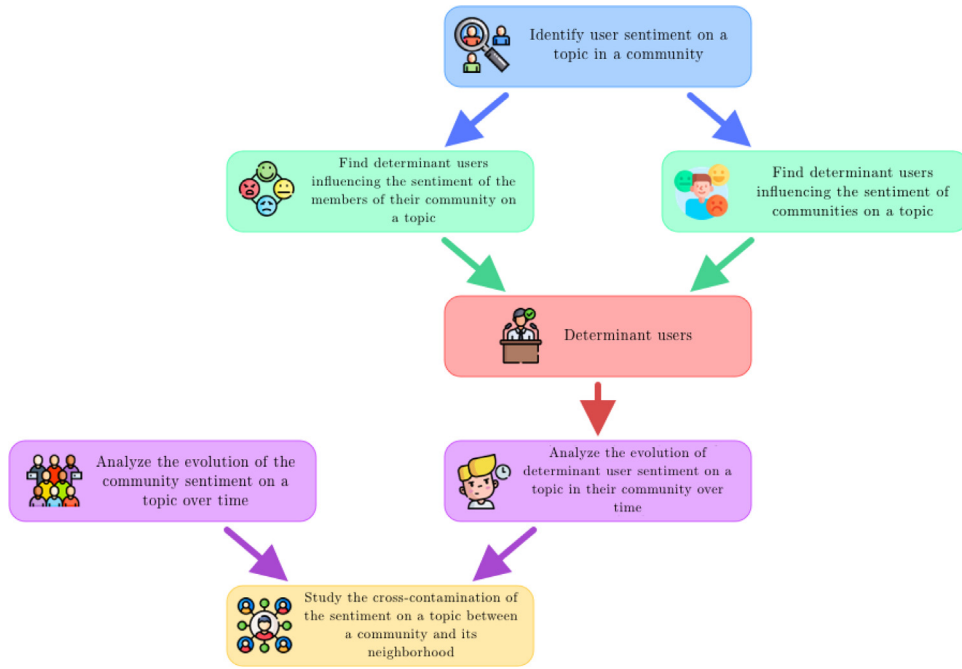 Identify user sentiment on a
topic in a community
Find determinant users
influencing the sentiment of the
members of their community on
a topic
Find determinant users
influencing the sentiment of
communities on a topic
Determinant users
Analyze the evolution of the
community sentiment on a
topic over time
Analyze the evolution of
determinant user sentiment on a
topic in their community over
time
Study the cross-contamination of
the sentiment on a topic between
a community and its
neighborhood